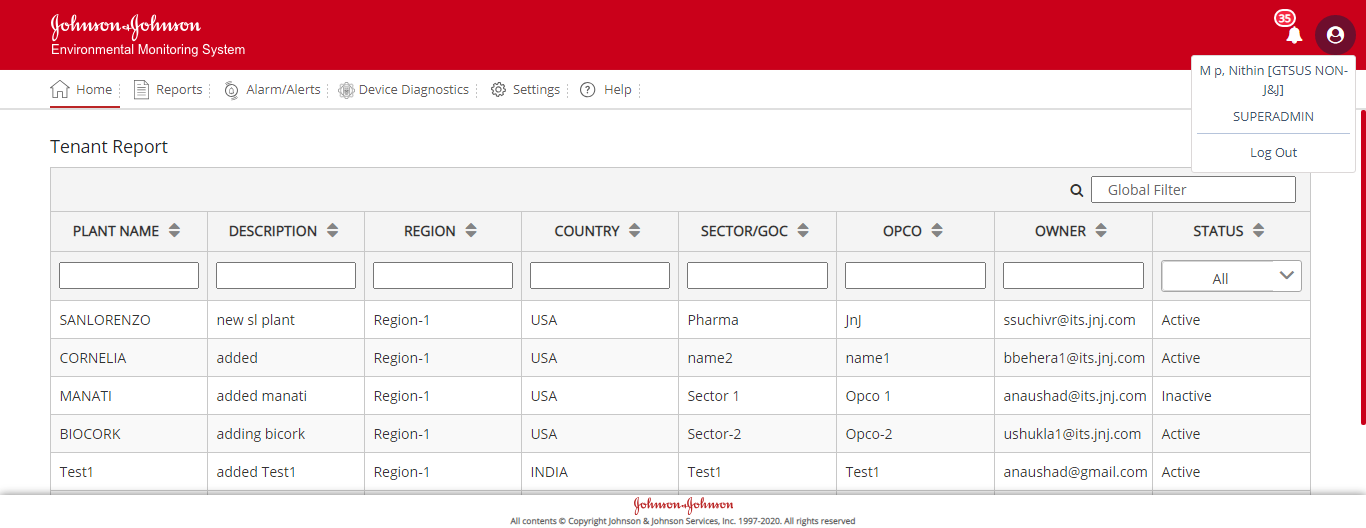 Johnson & Johnson
35
Environmental Monitoring System
M p, Nithin [GTSUS NON-
J&J]
SUPERADMIN
Log Out
Home Reports Alarm/Alerts Device Diagnostics Settings Help
Tenant Report
Global Filter
PLANT NAME DESCRIPTION REGION COUNTRY SECTOR/GOC OPCO OWNER STATUS
All
SANLORENZO new sl plant Region-1 USA Pharma JnJ ssuchivr@its.jnj.com Active
CORNELIA added Region-1 USA name2 name1 bbehera1@its.jnj.com Active
MANATI added manati Region-1 USA Sector 1 Opco 1 anaushad@its.jnj.com Inactive
BIOCORK adding bicork Region-1 USA Sector-2 Opco-2 ushukla1@its.jnj.com Active
Test1 added Test1 Region-1 INDIA Test1 Test1 anaushad@gmail.com Active
Johnson & Johnson
All contents © Copyright Johnson & Johnson Services, Inc. 1997-2020. All rights reserved